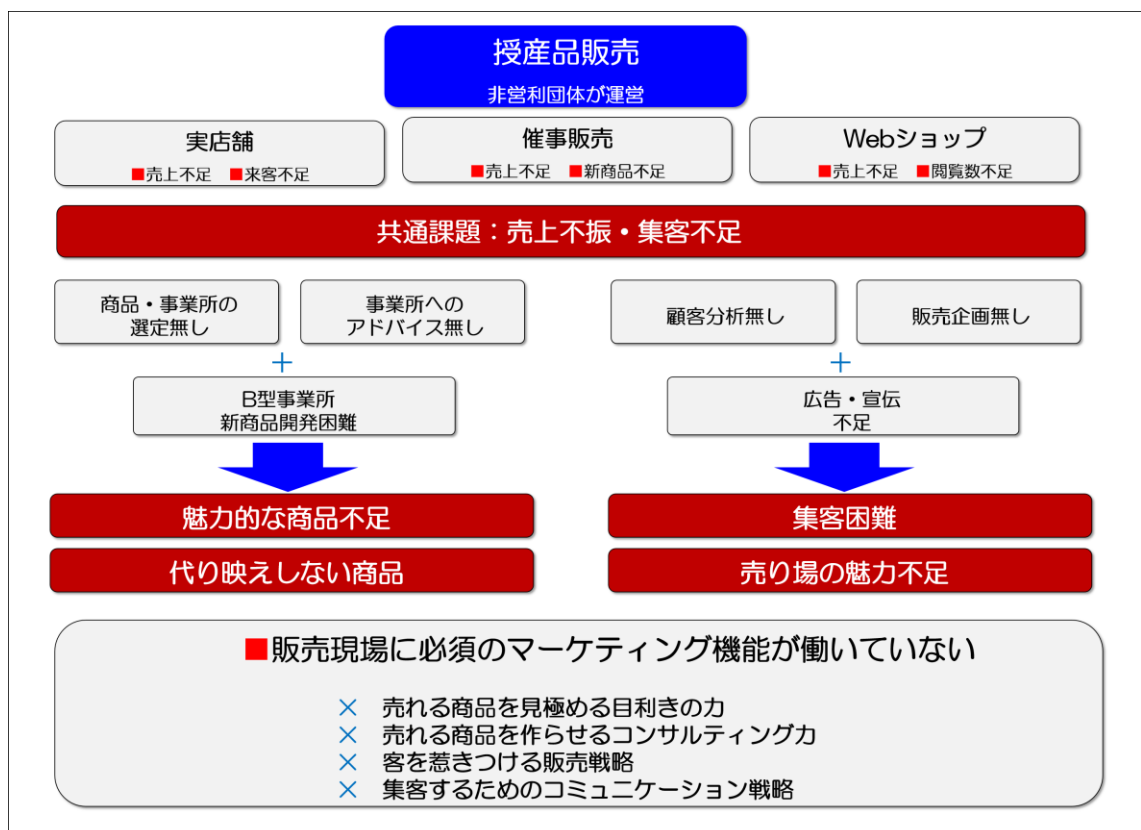 授産品販売
非営利団体が運営
実店舗
■売上不足 ■来客不足
催事販売
■売上不足 ■新商品不足
Webショップ
■売上不足 ■閲覧数不足
共通課題：売上不振・集客不足
商品・事業所の
選定無し
事業所への
アドバイス無し
顧客分析無し
販売企画無し
+
+
B型事業所
新商品開発困難
広告・宣伝
不足
魅力的な商品不足
集客困難
代り映えしない商品
売り場の魅力不足
■販売現場に必須のマーケティング機能が働いていない
× 売れる商品を見極める目利きの力
× 売れる商品を作らせるコンサルティング力
× 客を惹きつける販売戦略
× 集客するためのコミュニケーション戦略